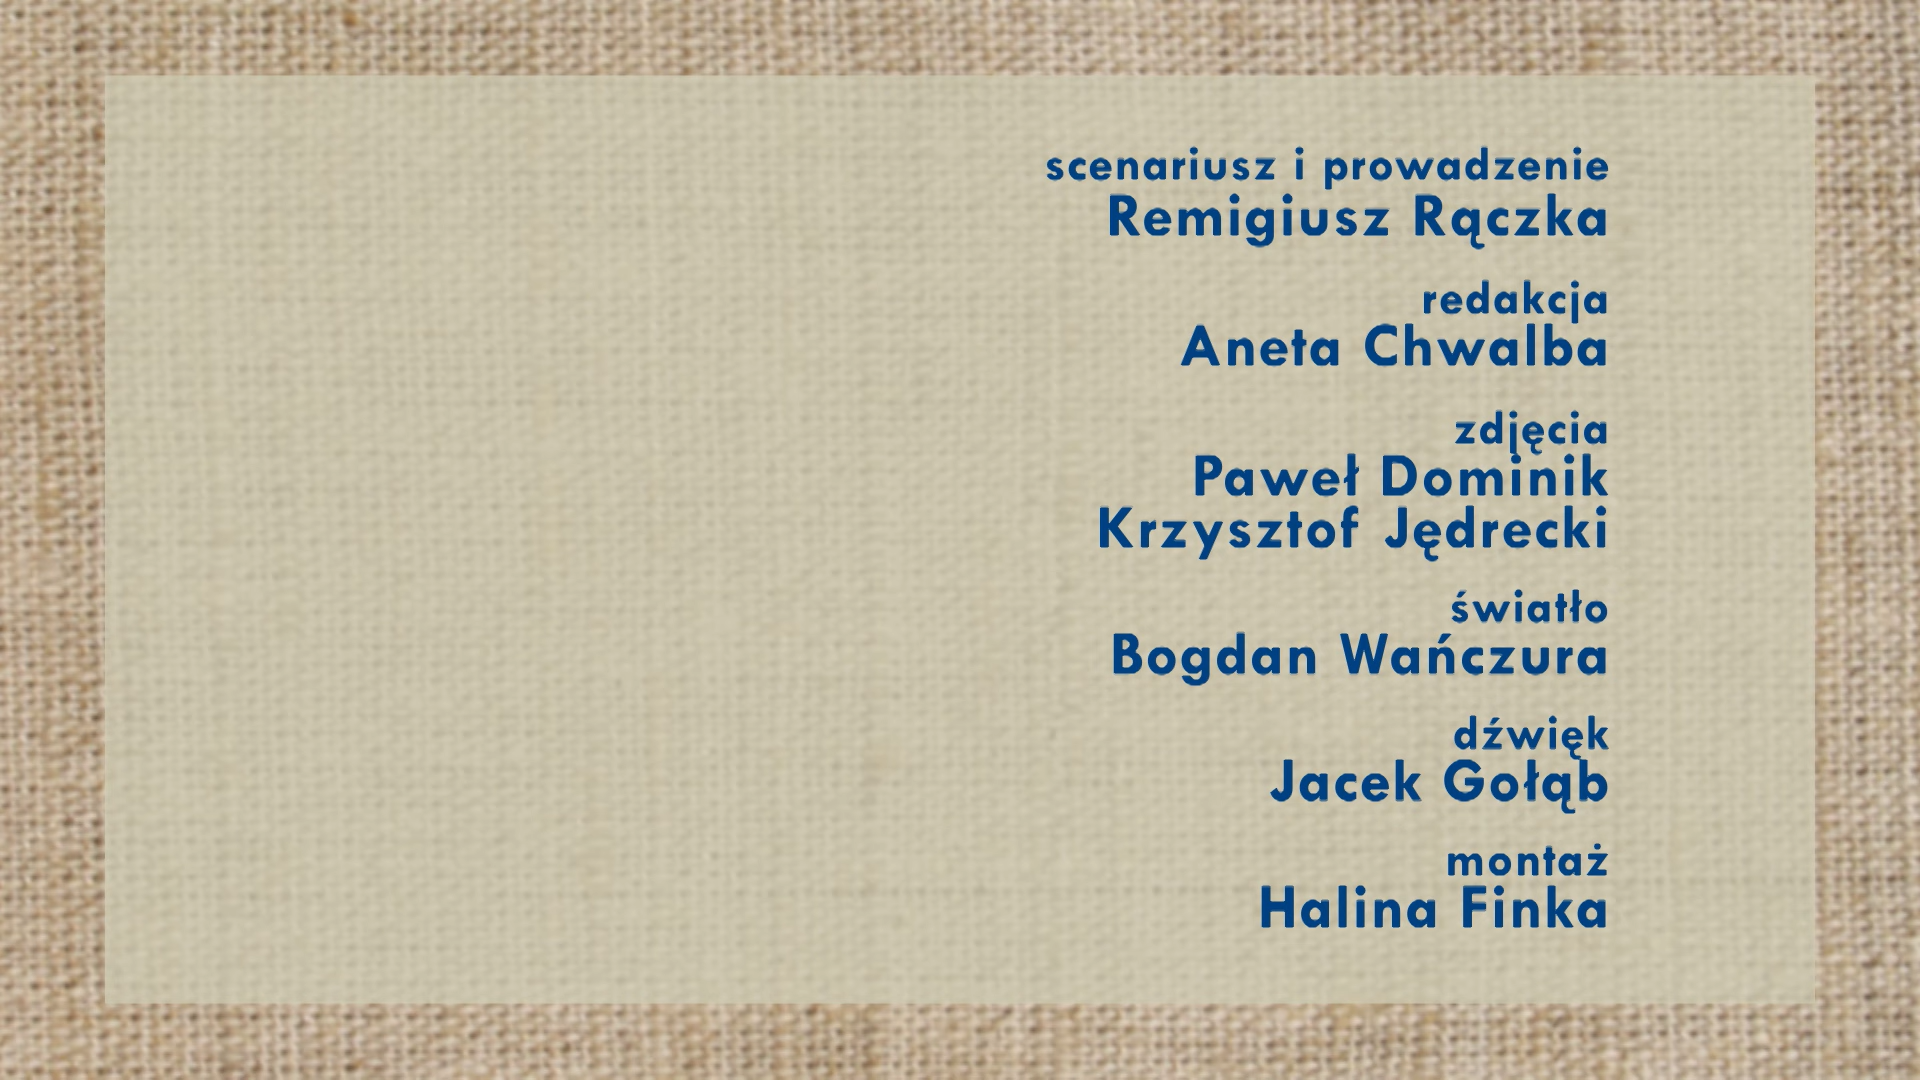 scenariusz i prowadzenie
Remigiusz Rączka
redakcja
Aneta Chwalba
zdjęcia
Paweł Dominik
Krzysztof Jędrecki
światło
Bogdan Wańczura
dźwięk
Jacek Gołąb
montaż
Halina Finka